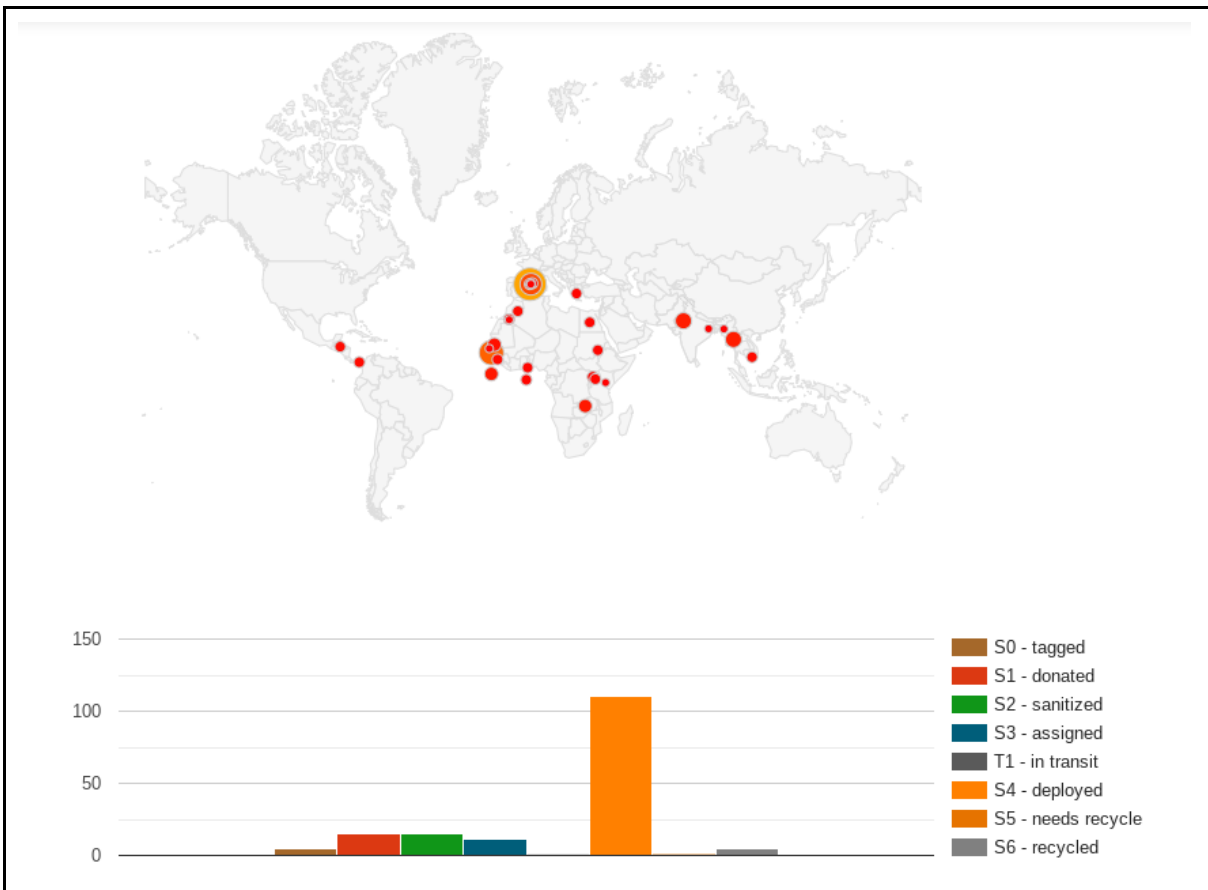 150
100
50
0
S0 - tagged
S1 - donated
S2 - sanitized
S3 - assigned
T1 - in transit
S4 - deployed
S5 - needs recycle
S6 - recycled